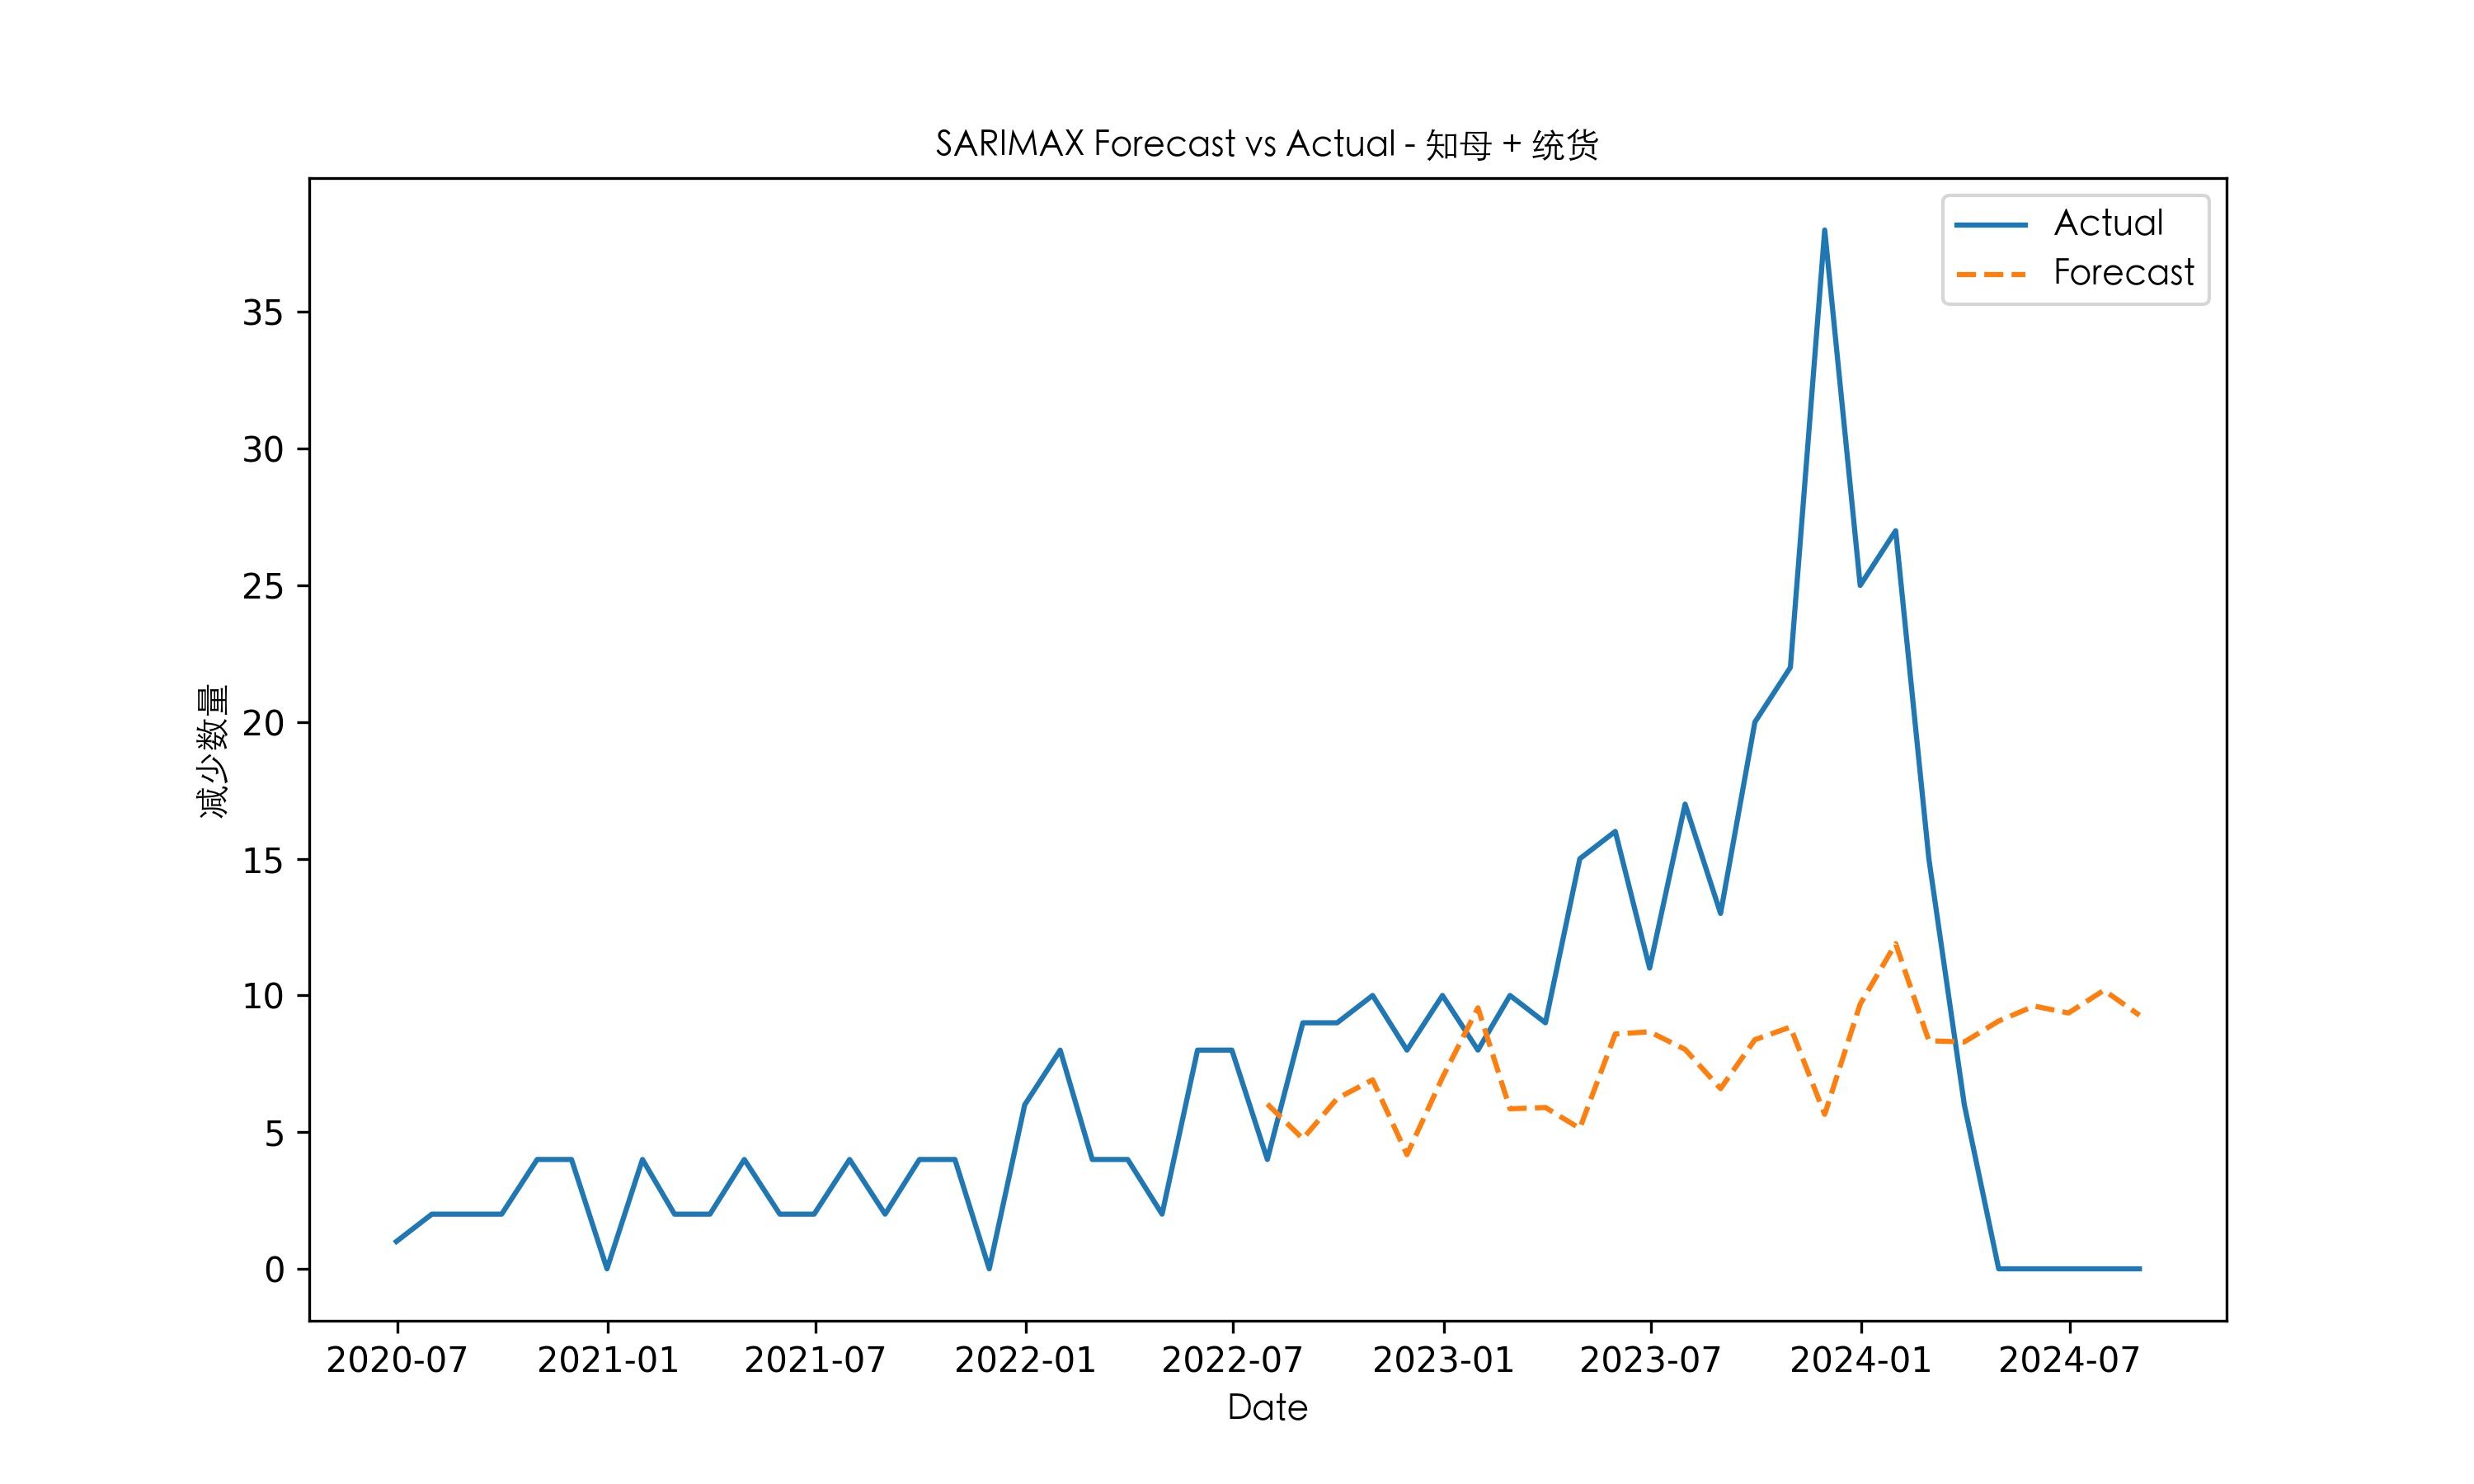 SARIMAX Forecast vs Actual - 知母 + 统货
Actual
Forecast
减少数量
35
30
25
20
15
10
5
0
2020-07 2021-01 2021-07 2022-01 2022-07 2023-01 2023-07 2024-01 2024-07
Date